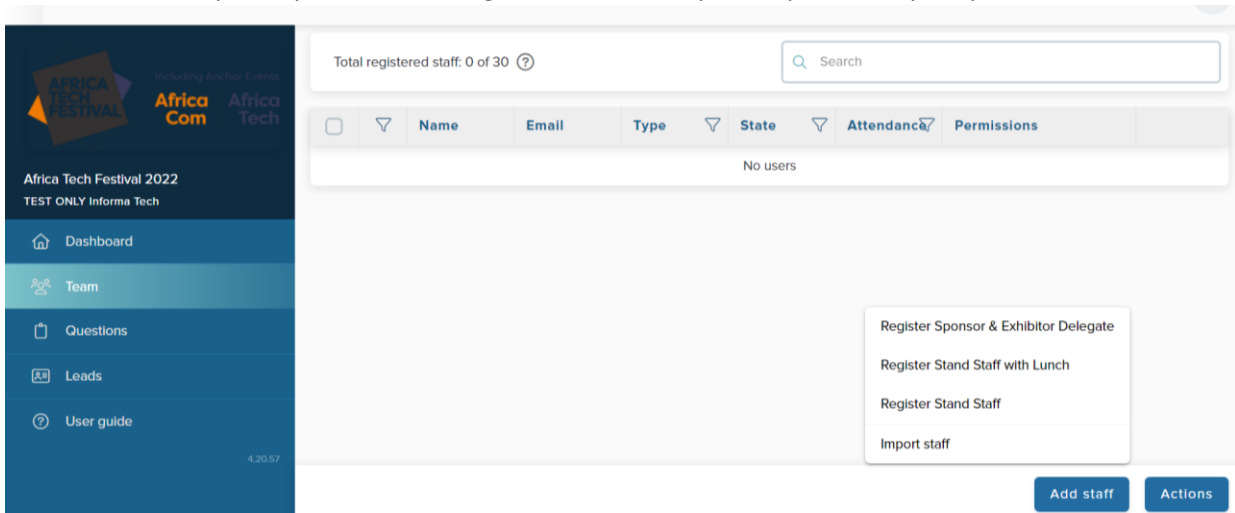 Total registered staff: 0 of 30 ?
Search
AFRICA
TECH
FESTIVAL
Including Anchor Events
Africa Com
Africa Tech
Name Email Type State Attendance Permissions
No users
Africa Tech Festival 2022
TEST ONLY Informa Tech
Dashboard
Team
Questions
Leads
User guide
4.20.57
Register Sponsor & Exhibitor Delegate
Register Stand Staff with Lunch
Register Stand Staff
Import staff
Add staff
Actions